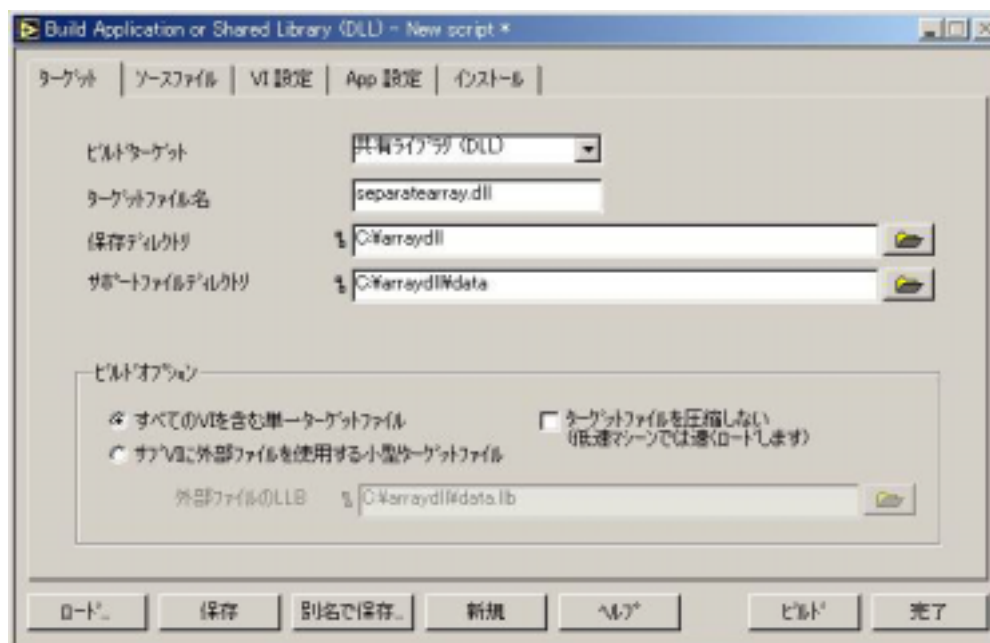 Build Application or Shared Library (DLL) - New script *
ターゲット ソースファイル VI 設定 App 設定 インストール
ビルドターゲット 共有ライブラリ (DLL)
ターゲットファイル名 separatearray.dll
保存ディレクトリ C:¥arraydll
サポートファイルディレクトリ C:¥arraydll¥data
ビルドオプション
すべてのVIを含む単一ターゲットファイル
ターゲットファイルを圧縮しない
(低速マシーンでは速くロードします)
サブVIに外部ファイルを使用する小型ターゲットファイル
外部ファイルのLLB C:¥arraydll¥data.llb
ロード... 保存 別名で保存... 新規 ヘルプ ビルド 完了